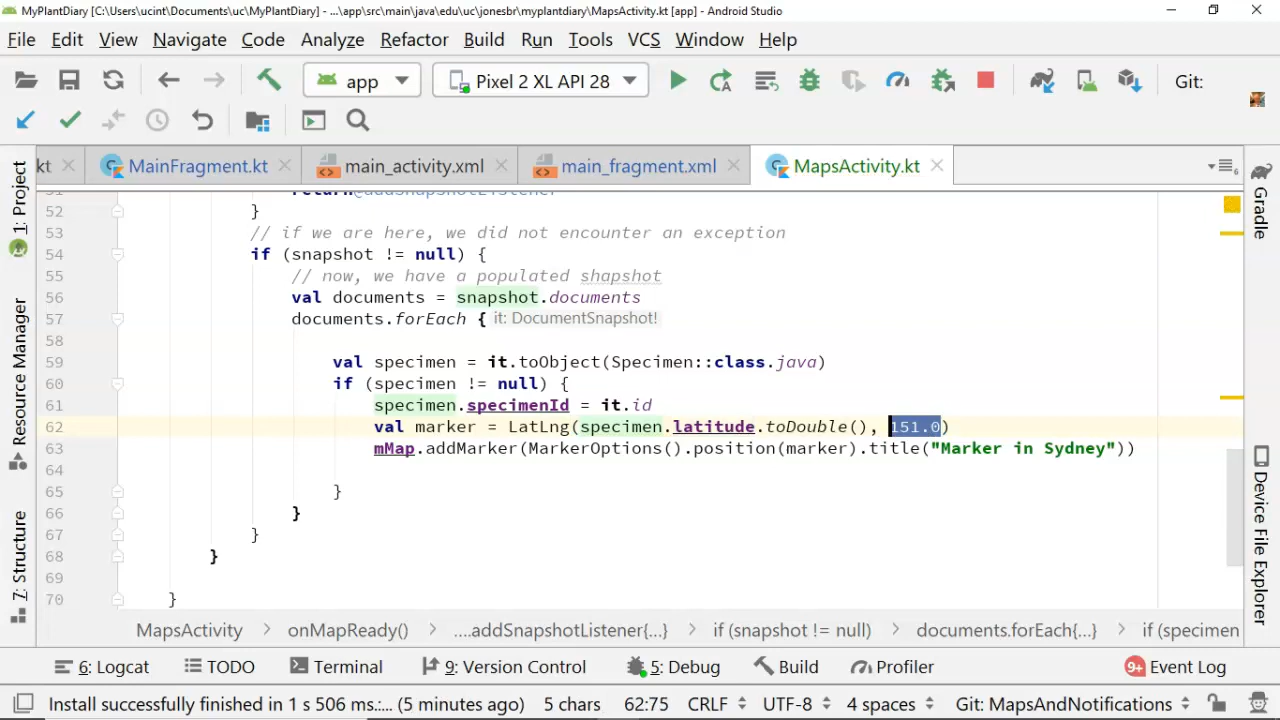 MyPlantDiary [C:\Users\ucint\Documents\uc\MyPlantDiary] - ...\app\src\main\java\edu\uc\jonesbr\myplantdiary\MapsActivity.kt [app] - Android Studio
File Edit View Navigate Code Analyze Refactor Build Run Tools VCS Window Help
app Pixel 2 XL API 28 Git:
kt MainFragment.kt main_activity.xml main_fragment.xml MapsActivity.kt
51 return@addSnapshotListener
52 }
53 // if we are here, we did not encounter an exception
54 if (snapshot != null) {
55 // now, we have a populated shapshot
56 val documents = snapshot.documents
57 documents.forEach { it: DocumentSnapshot!
58
59 val specimen = it.toObject(Specimen::class.java)
60 if (specimen != null) {
61 specimen.specimenId = it.id
62 val marker = LatLng(specimen.latitude.toDouble(), 151.0)
63 mMap.addMarker(MarkerOptions().position(marker).title("Marker in Sydney"))
64
65 }
66 }
67 }
68 }
69
70 }
1: Project
Resource Manager
7: Structure
Gradle
Device File Explorer
MapsActivity > onMapReady() > ....addSnapshotListener{...} > if (snapshot != null) > documents.forEach{...} > if (specimen
6: Logcat TODO Terminal 9: Version Control 5: Debug Build Profiler 9+ Event Log
Install successfully finished in 1 s 506 ms.:... (5 minutes ago) 5 chars 62:75 CRLF UTF-8 4 spaces Git: MapsAndNotifications